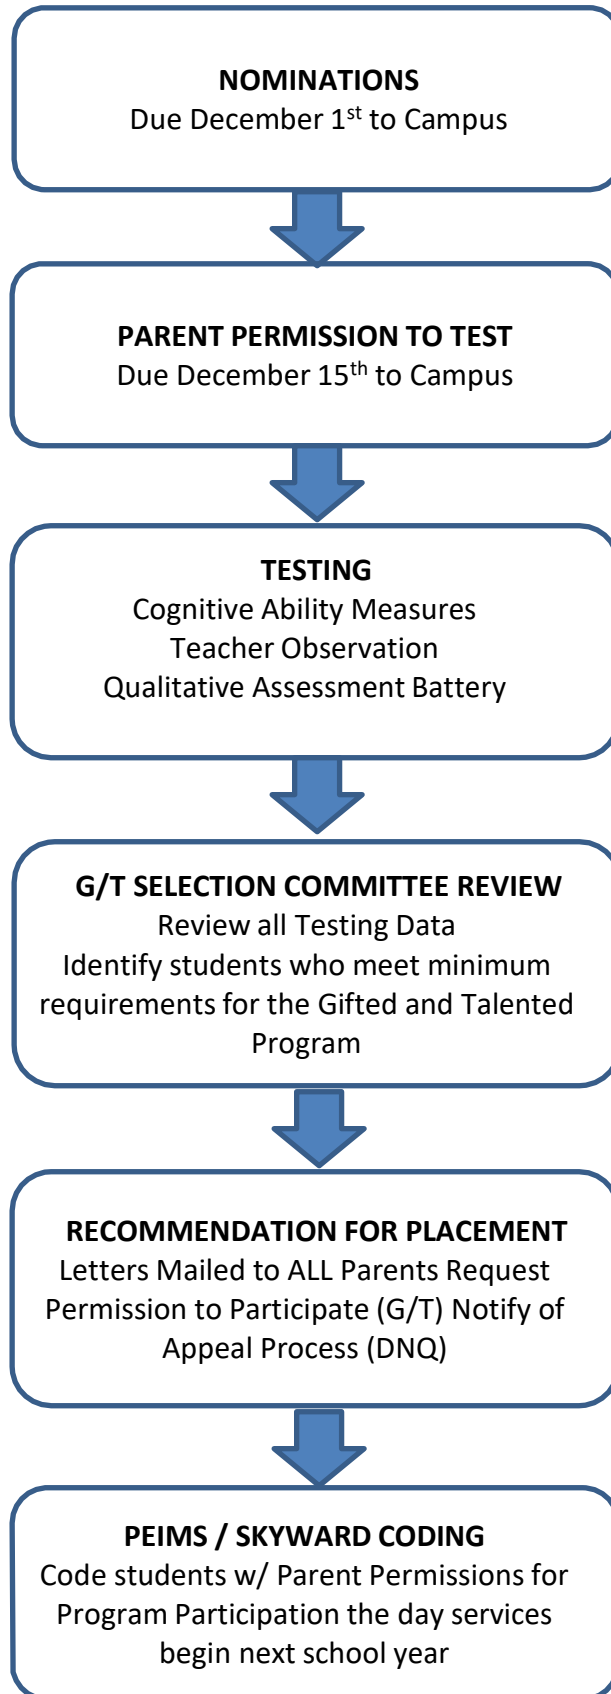 NOMINATIONS
Due December 1st to Campus
PARENT PERMISSION TO TEST
Due December 15th to Campus
TESTING
Cognitive Ability Measures
Teacher Observation
Qualitative Assessment Battery
G/T SELECTION COMMITTEE REVIEW
Review all Testing Data
Identify students who meet minimum
requirements for the Gifted and Talented
Program
RECOMMENDATION FOR PLACEMENT
Letters Mailed to ALL Parents Request
Permission to Participate (G/T) Notify of
Appeal Process (DNQ)
PEIMS / SKYWARD CODING
Code students w/ Parent Permissions for
Program Participation the day services
begin next school year